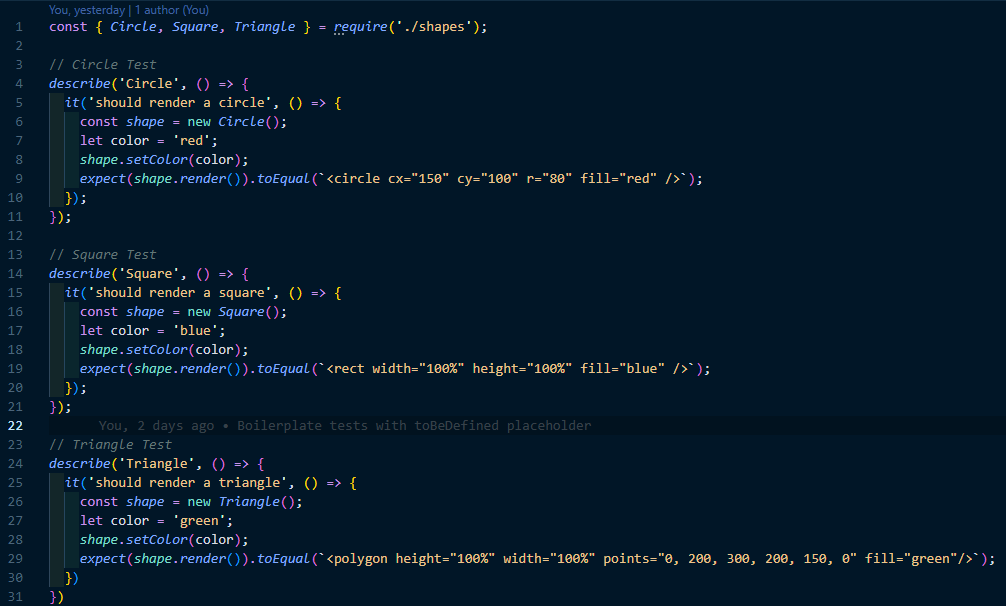 You, yesterday | 1 author (You)
1 const { Circle, Square, Triangle } = require('./shapes');
2
3 // Circle Test
4 describe('Circle', () => {
5   it('should render a circle', () => {
6     const shape = new Circle();
7     let color = 'red';
8     shape.setColor(color);
9     expect(shape.render()).toEqual(`<circle cx="150" cy="100" r="80" fill="red" />`);
10   });
11 });
12
13 // Square Test
14 describe('Square', () => {
15   it('should render a square', () => {
16     const shape = new Square();
17     let color = 'blue';
18     shape.setColor(color);
19     expect(shape.render()).toEqual(`<rect width="100%" height="100%" fill="blue" />`);
20   });
21 });
22 You, 2 days ago • Boilerplate tests with toBeDefined placeholder
23 // Triangle Test
24 describe('Triangle', () => {
25   it('should render a triangle', () => {
26     const shape = new Triangle();
27     let color = 'green';
28     shape.setColor(color);
29     expect(shape.render()).toEqual(`<polygon height="100%" width="100%" points="0, 200, 300, 200, 150, 0" fill="green"/>`);
30   })
31 })